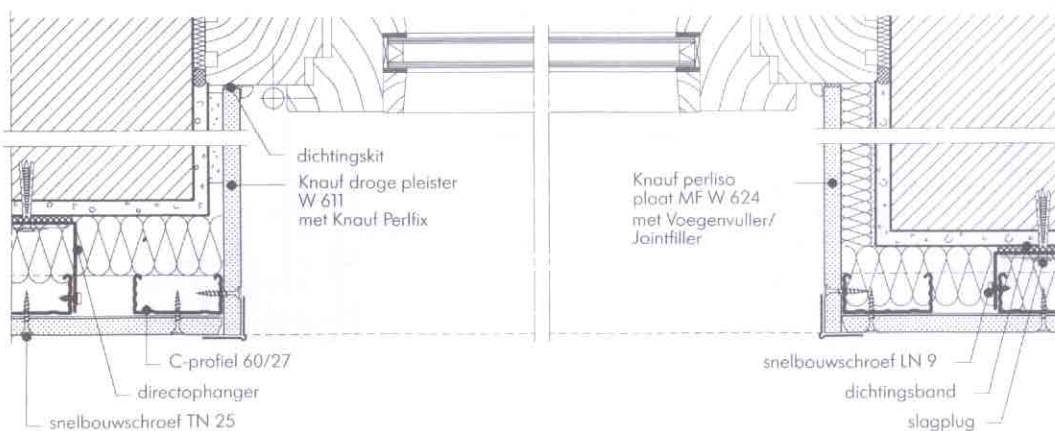 dichtingskit
Knauf droge pleister
W 611
met Knauf Perlfix
C-profiel 60/27
directophanger
snelbouwschroef TN 25
Knauf perliso
plaat MF W 624
met Voegenvuller/
Jointfiller
snelbouwschroef LN 9
dichtingsband
slagplug